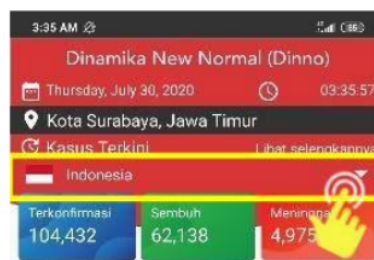 3:35 AM
Dinamika New Normal (Dinno)
Thursday, July 30, 2020 03:35:57
Kota Surabaya, Jawa Timur
Kasus Terkini Lihat selengkapnya
Indonesia
Terkonfirmasi Sembuh
104,432 62,138 4,975